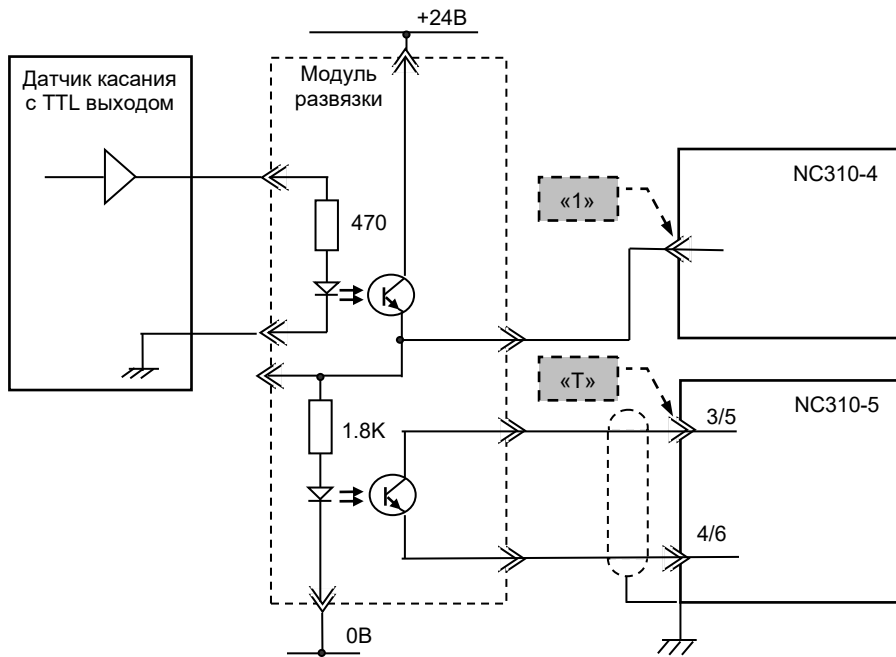 +24В
Датчик касания
с TTL выходом
Модуль
развязки
NC310-4
«1»
470
«Т»
NC310-5
3/5
1.8K
4/6
0В